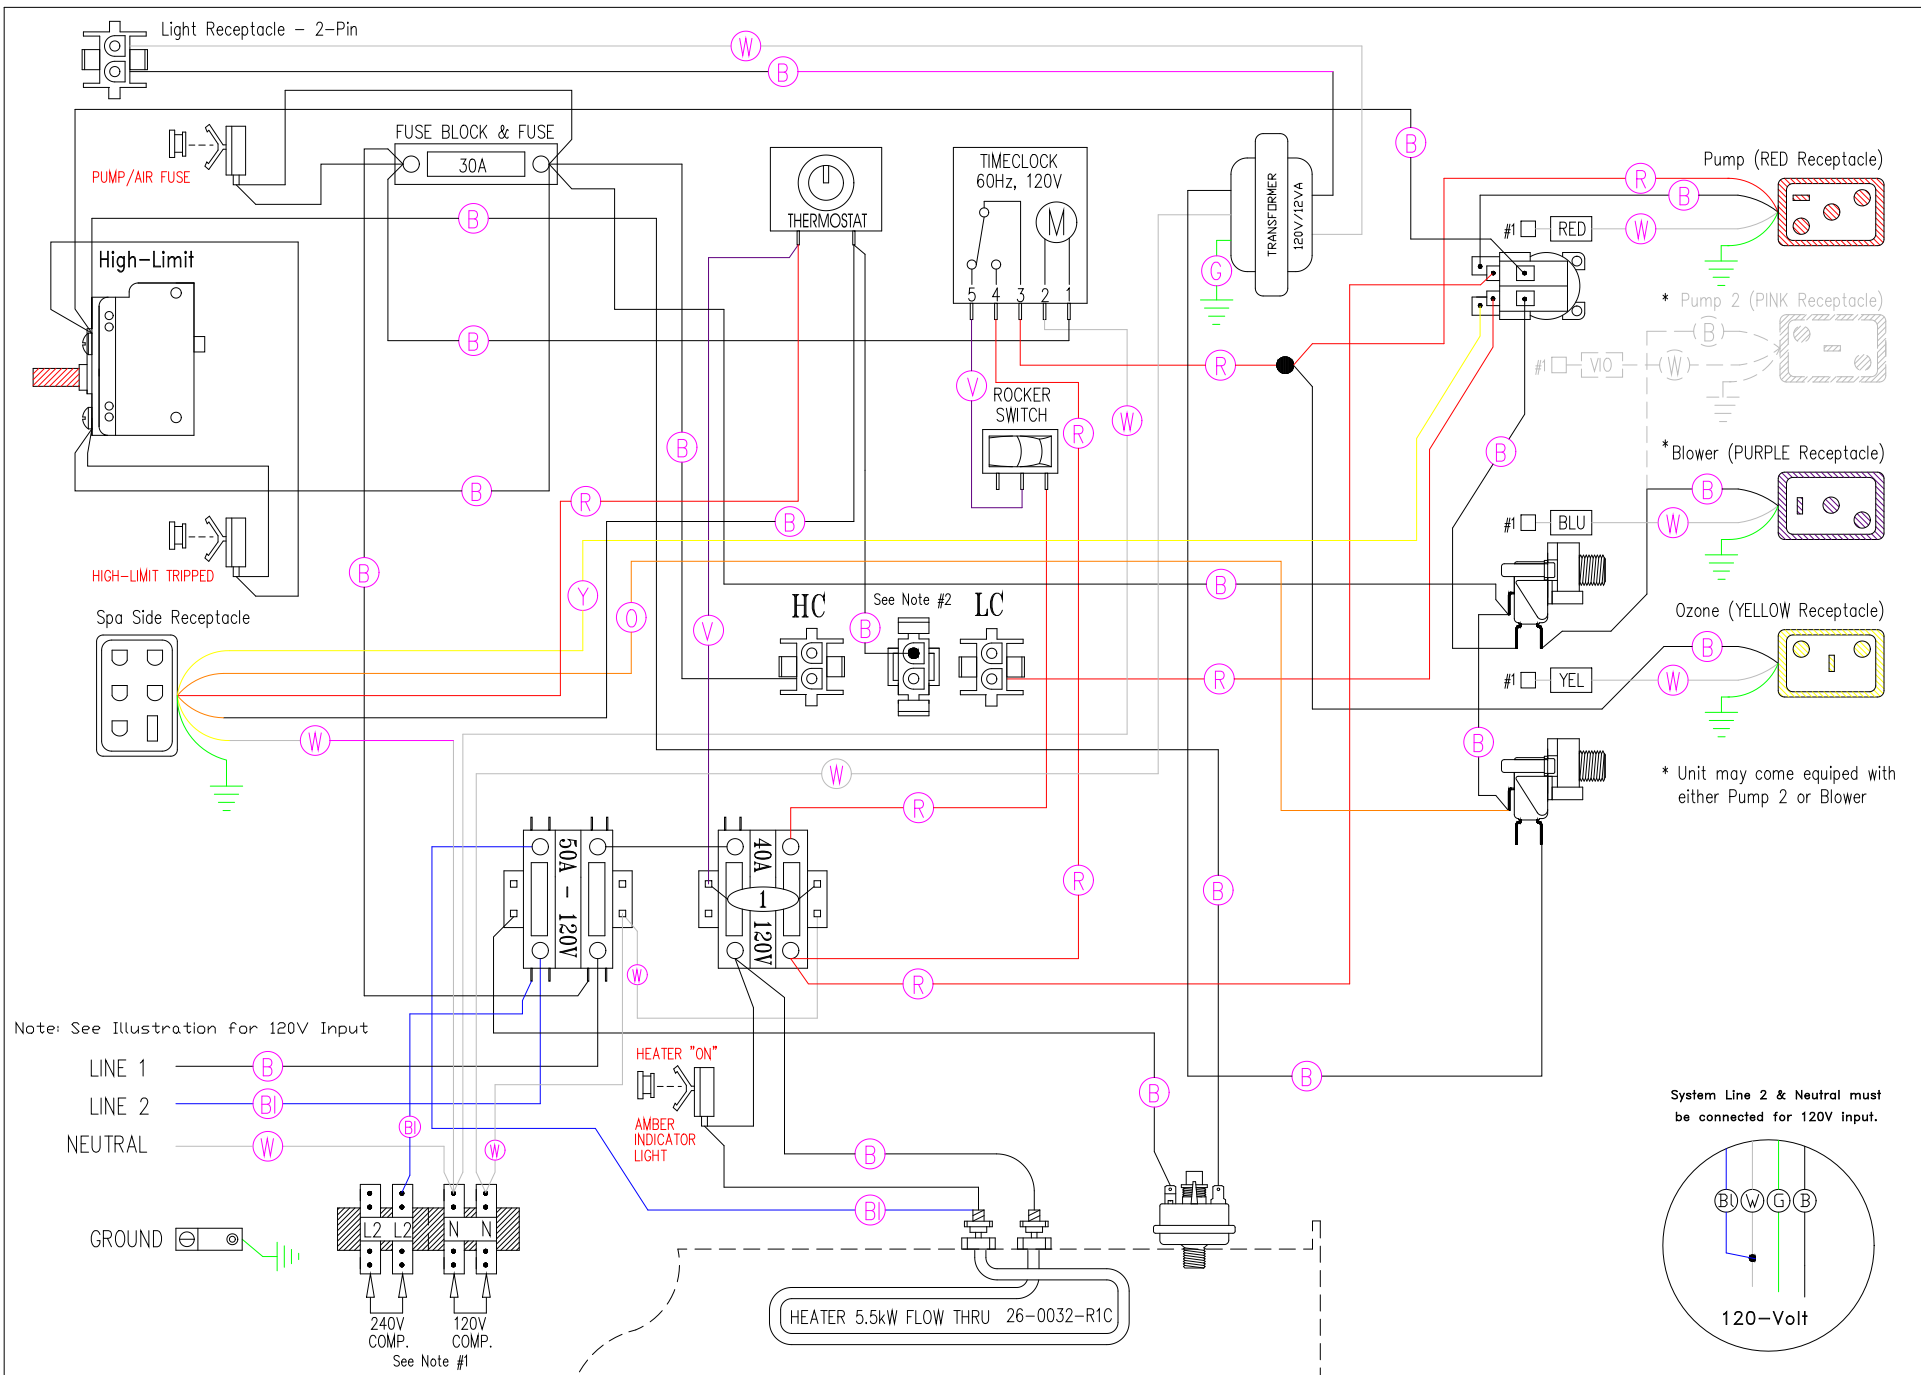 Light Receptacle - 2-Pin
W
B
PUMP/AIR FUSE
FUSE BLOCK & FUSE
30A
B
THERMOSTAT
TIMECLOCK
60Hz, 120V
M
5 4 3 2 1
TRANSFORMER
120V/12VA
G
B
Pump (RED Receptacle)
R
B
#1
RED
W
* Pump 2 (PINK Receptacle)
B
#1
VIO
W
High-Limit
B
R
V
ROCKER
SWITCH
R
W
B
B
B
R
B
*Blower (PURPLE Receptacle)
B
#1
BLU
W
HIGH-LIMIT TRIPPED
B
Y
O
V
B
B
HC
See Note #2
LC
Spa Side Receptacle
Ozone (YELLOW Receptacle)
B
#1
YEL
W
R
W
B
W
R
* Unit may come equiped with
either Pump 2 or Blower
50A - 120V
40A 120V
1
R
B
W
R
Note: See Illustration for 120V Input
LINE 1
B
LINE 2
Bl
NEUTRAL
W
Bl
W
GROUND
L2
L2
N
N
240V
COMP.
120V
COMP.
See Note #1
HEATER "ON"
AMBER
INDICATOR
LIGHT
B
Bl
B
B
HEATER 5.5kW FLOW THRU 26-0032-R1C
System Line 2 & Neutral must
be connected for 120V input.
Bl
W
G
B
120-Volt